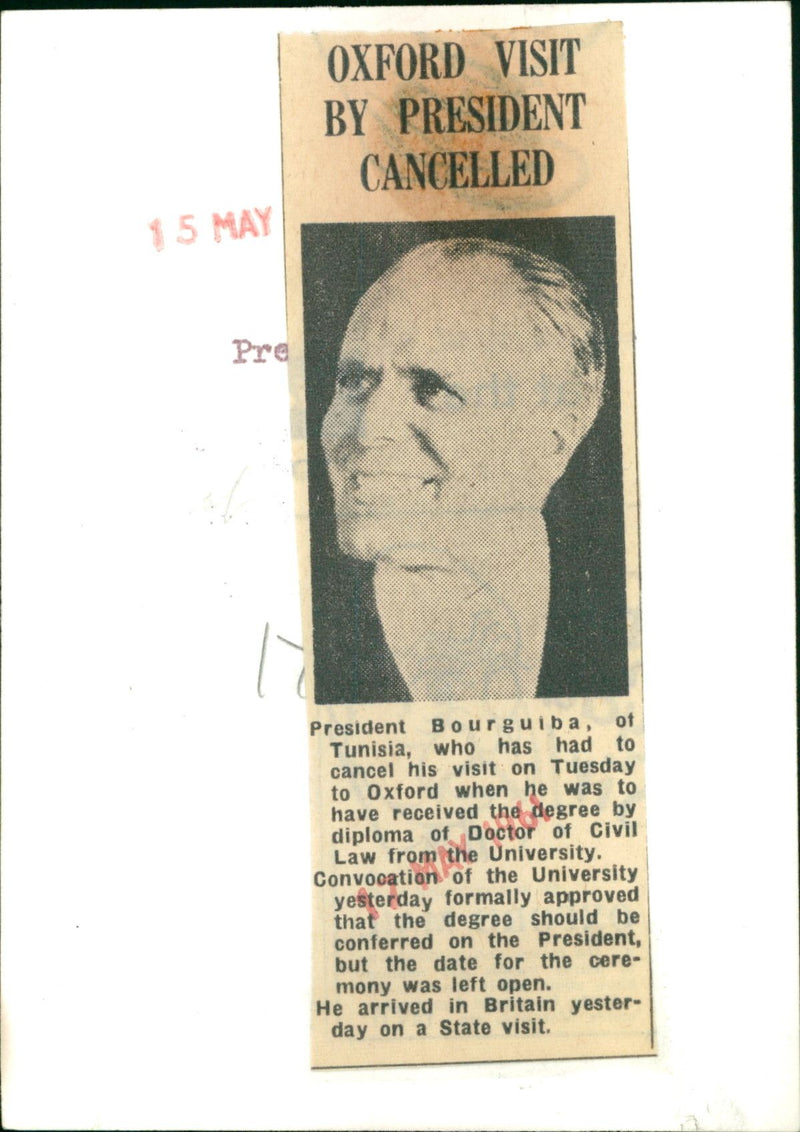 OXFORD VISIT
BY PRESIDENT
CANCELLED
15 MAY
Pre
President Bourguiba, of
Tunisia, who has had to
cancel his visit on Tuesday
to Oxford when he was to
have received the degree by
diploma of Doctor of Civil
Law from the University.
Convocation of the University
yesterday formally approved
that the degree should be
conferred on the President,
but the date for the cere-
mony was left open.
He arrived in Britain yester-
day on a State visit.
17 MAY 1961